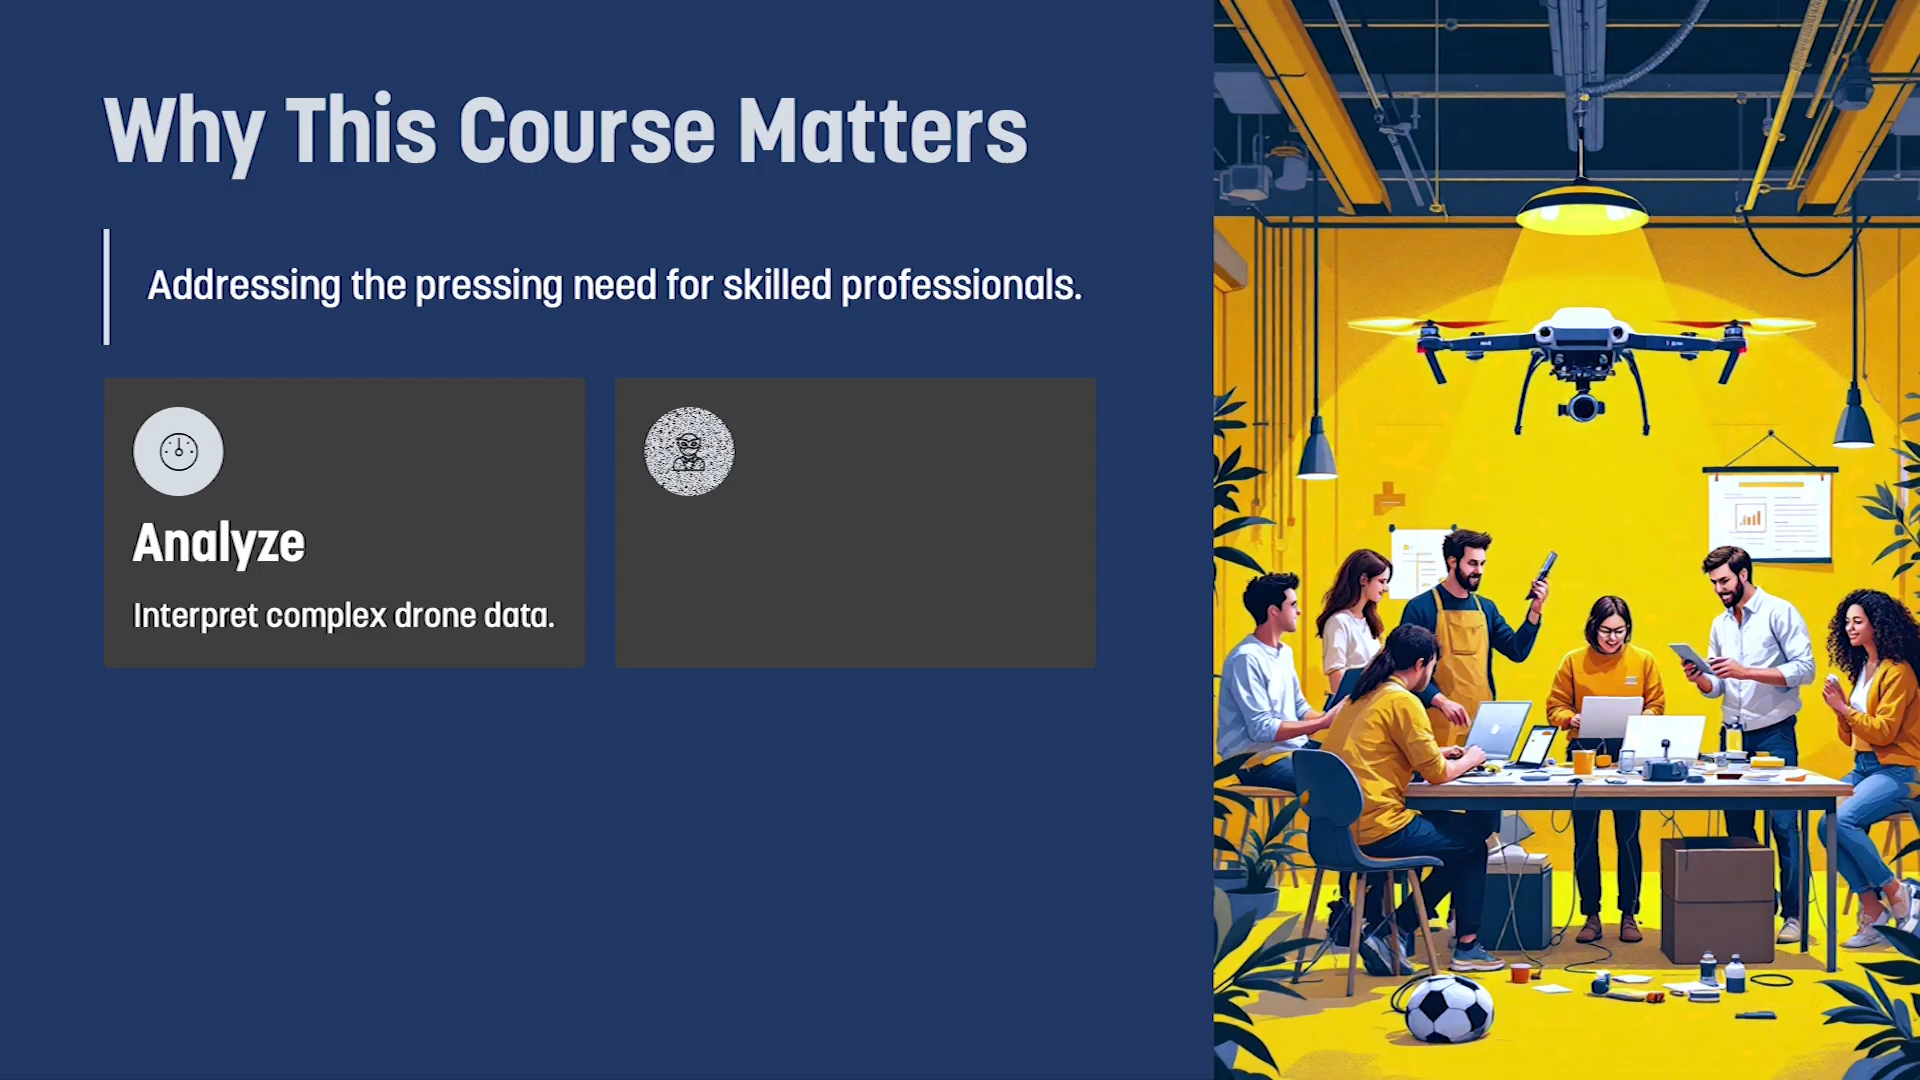 Why This Course Matters
Addressing the pressing need for skilled professionals.
Analyze
Interpret complex drone data.